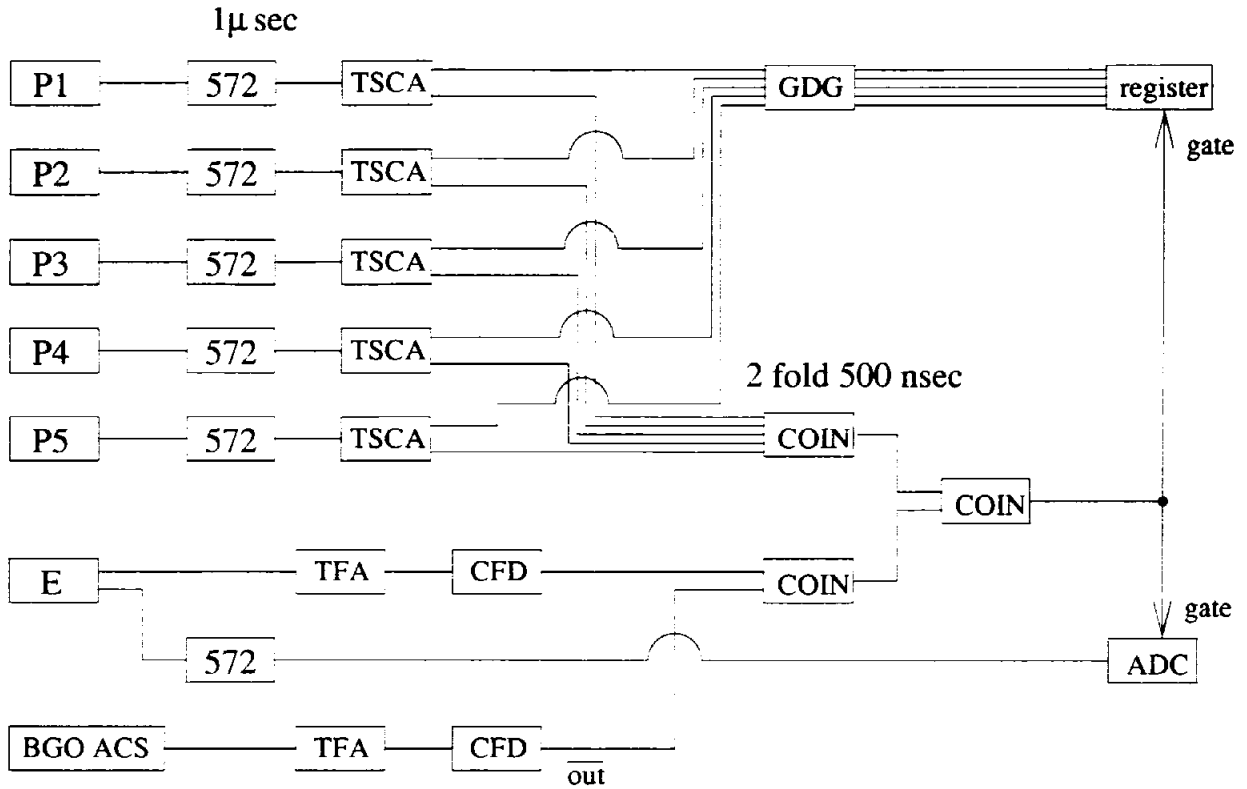 1μ sec
P1 572 TSCA GDG register
gate
P2 572 TSCA
P3 572 TSCA
P4 572 TSCA
2 fold 500 nsec
P5 572 TSCA COIN
COIN
E TFA CFD COIN
gate
572 ADC
BGO ACS TFA CFD
out